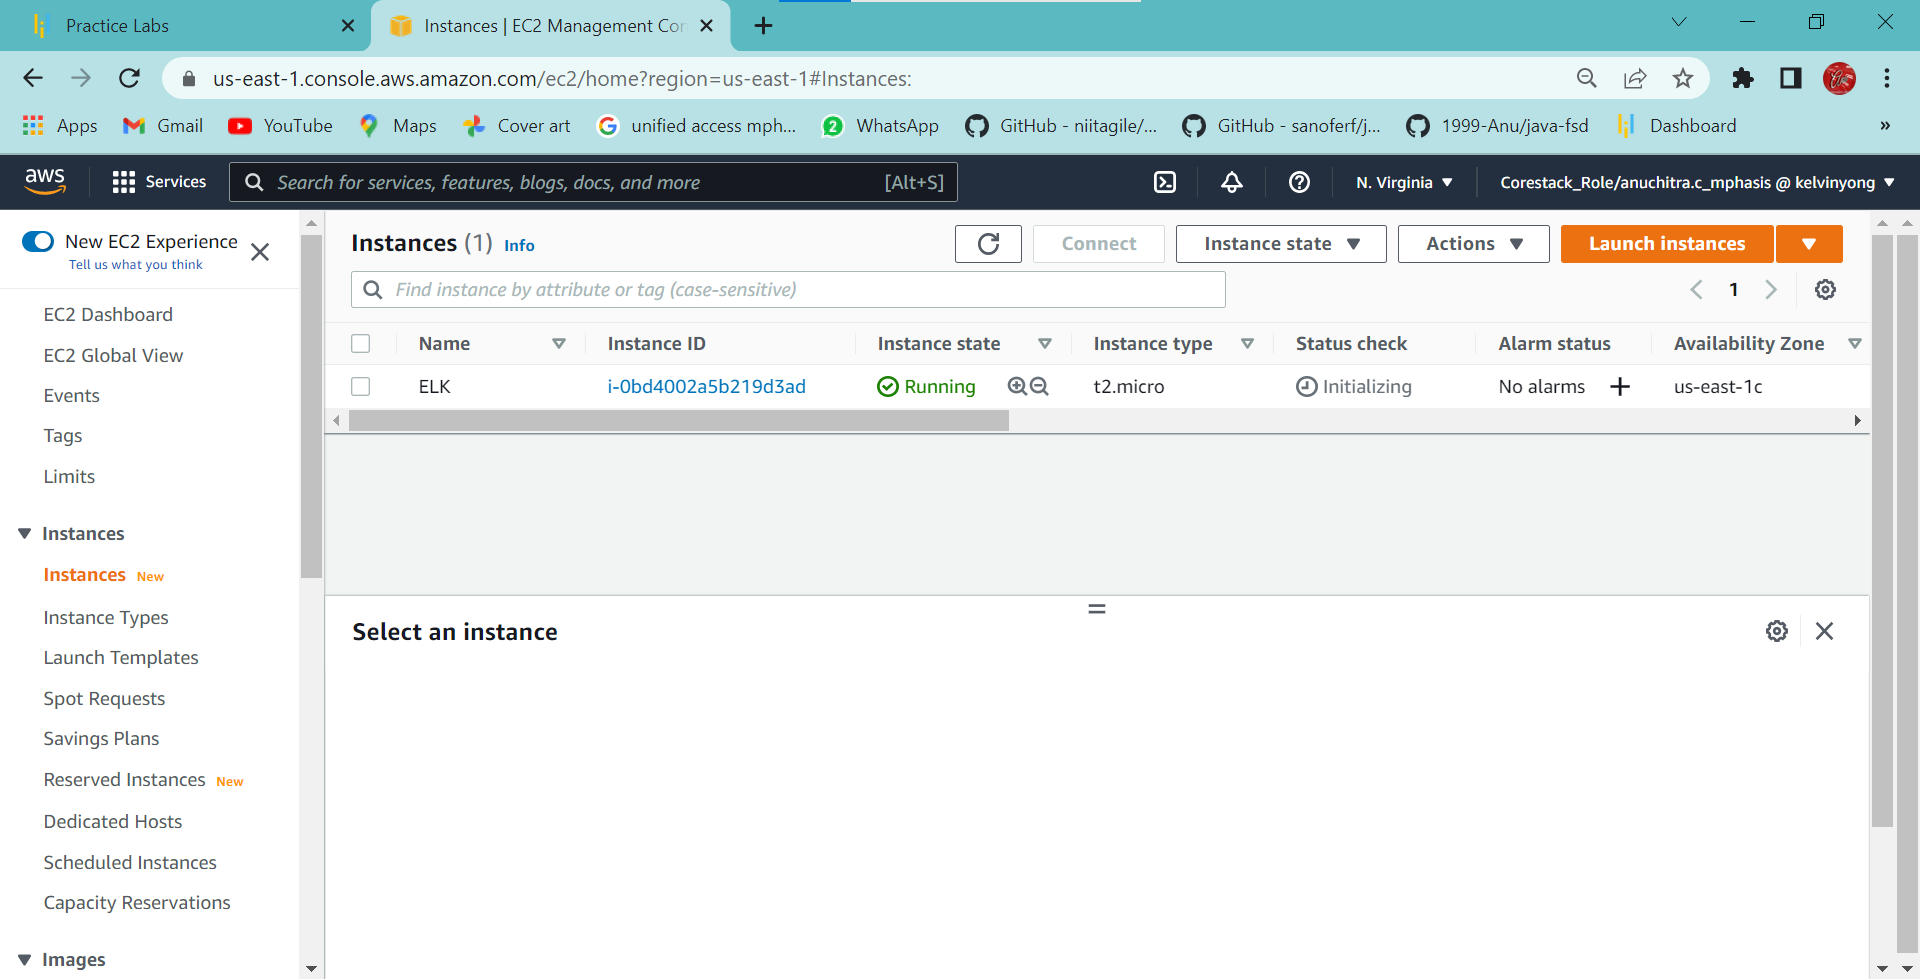 Practice Labs
Instances | EC2 Management Con
us-east-1.console.aws.amazon.com/ec2/home?region=us-east-1#Instances:
Apps
Gmail
YouTube
Maps
Cover art
unified access mph...
2
WhatsApp
GitHub - niitagile/...
GitHub - sanoferf/j...
1999-Anu/java-fsd
Dashboard
»
aws
Services
Search for services, features, blogs, docs, and more
[Alt+S]
N. Virginia
Corestack_Role/anuchitra.c_mphasis @ kelvinyong
New EC2 Experience
Tell us what you think
EC2 Dashboard
EC2 Global View
Events
Tags
Limits
Instances
Instances New
Instance Types
Launch Templates
Spot Requests
Savings Plans
Reserved Instances New
Dedicated Hosts
Scheduled Instances
Capacity Reservations
Images
Instances (1) Info
Connect
Instance state
Actions
Launch instances
Find instance by attribute or tag (case-sensitive)
1
Name Instance ID Instance state Instance type Status check Alarm status Availability Zone
ELK i-0bd4002a5b219d3ad Running t2.micro Initializing No alarms us-east-1c
Select an instance